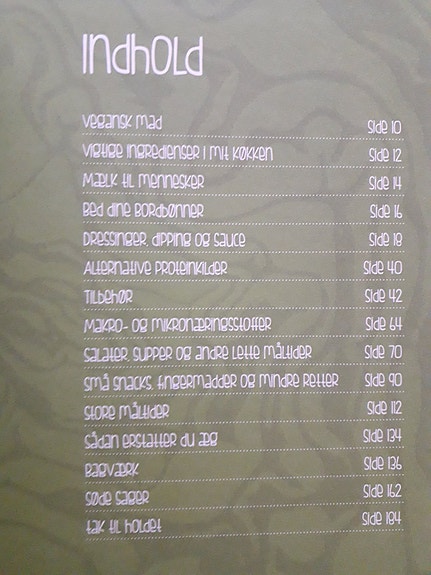 Indhold
Vegansk mad side 10
Vigtige ingredienser i mit køkken side 12
Mælk til mennesker side 14
Bed dine bordbønner side 16
Dressinger, dipping og sauce side 18
Alternative proteinkilder side 40
Tilbehør side 42
Makro- og mikronæringsstoffer side 64
Salater, supper og andre lette måltider side 70
Små snacks, fingermadder og mindre retter side 90
Store måltider side 112
Sådan erstatter du æg side 134
Bagværk side 136
Søde sager side 162
Tak til holdet side 184